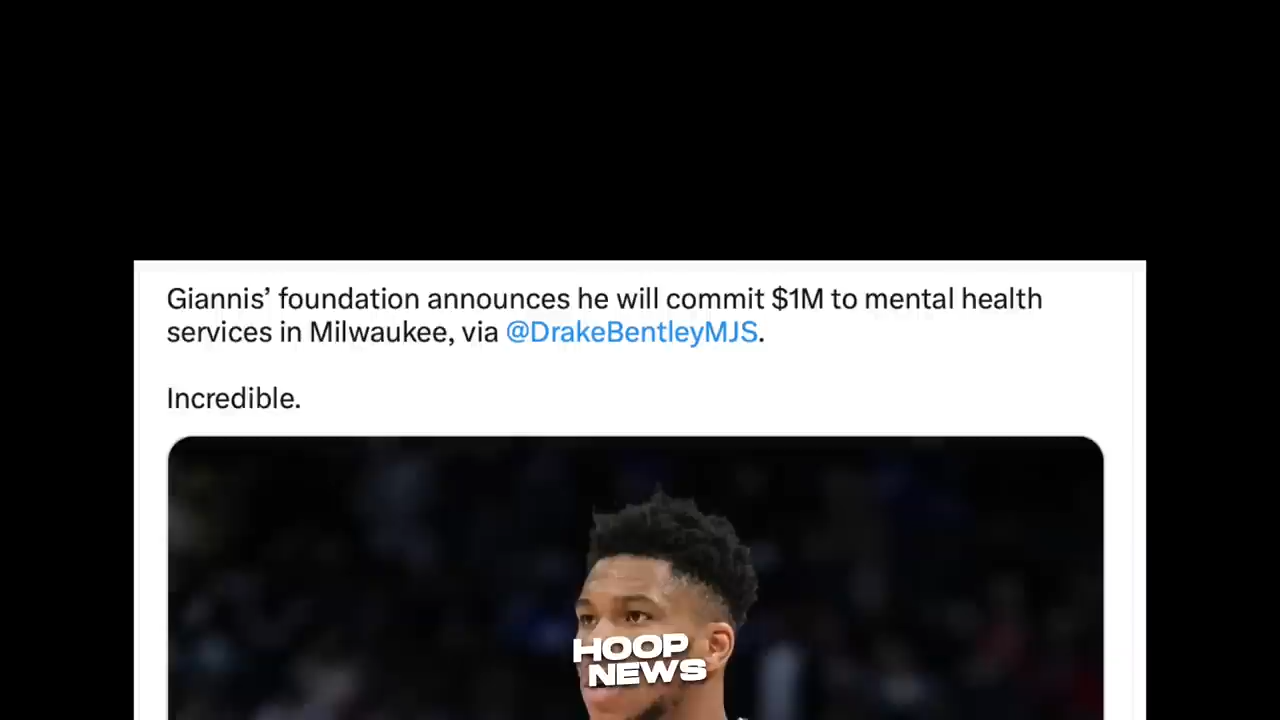 Giannis’ foundation announces he will commit $1M to mental health
services in Milwaukee, via @DrakeBentleyMJS.
Incredible.
HOOP
NEWS